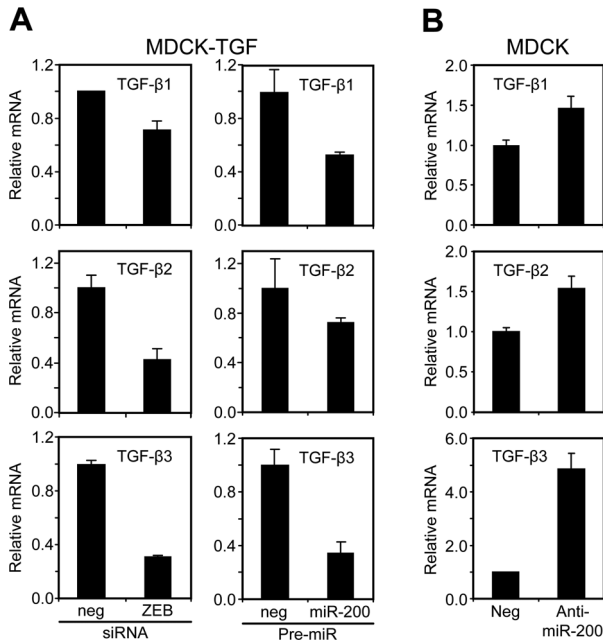 A
MDCK-TGF
B
MDCK
Relative mRNA
1.2
0.8
0.4
0.0
TGF-β1
1.2
0.8
0.4
0.0
TGF-β1
Relative mRNA
2.0
1.5
1.0
0.5
0.0
TGF-β1
Relative mRNA
1.2
0.8
0.4
0.0
TGF-β2
1.2
0.8
0.4
0.0
TGF-β2
Relative mRNA
2.0
1.5
1.0
0.5
0.0
TGF-β2
Relative mRNA
1.2
0.8
0.4
0.0
TGF-β3
1.2
0.8
0.4
0.0
TGF-β3
Relative mRNA
6.0
4.0
2.0
1.0
0.0
TGF-β3
neg ZEB
siRNA
neg miR-200
Pre-miR
Neg Anti-
miR-200